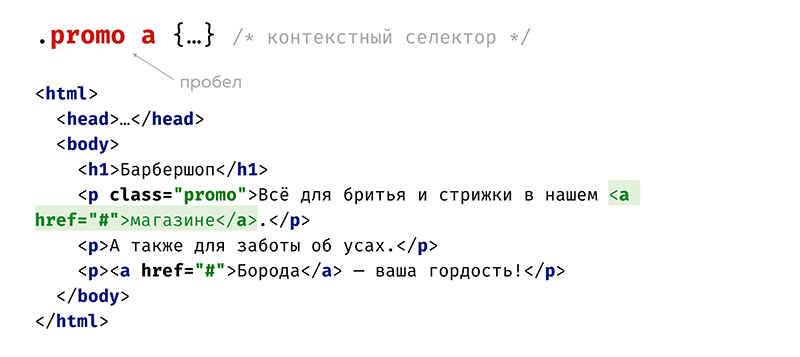 .promo a {…} /* контекстный селектор */
пробел
<html>
  <head>…</head>
  <body>
    <h1>Барбершоп</h1>
    <p class="promo">Всё для бритья и стрижки в нашем <a
href="#">магазине</a>.</p>
    <p>А также для заботы об усах.</p>
    <p><a href="#">Борода</a> — ваша гордость!</p>
  </body>
</html>